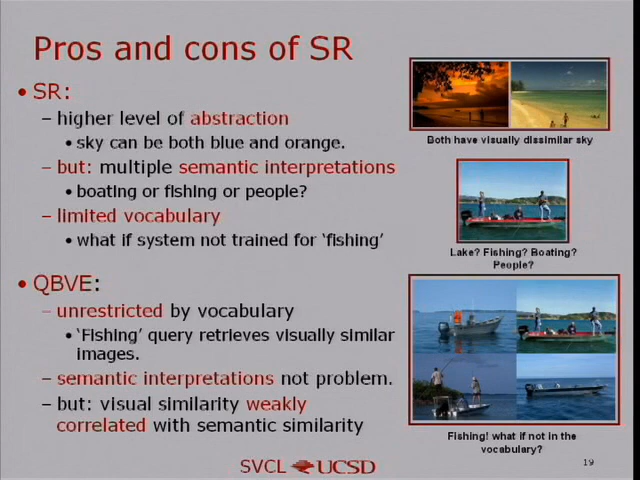 Pros and cons of SR
• SR:
– higher level of abstraction
• sky can be both blue and orange.
– but: multiple semantic interpretations
• boating or fishing or people?
– limited vocabulary
• what if system not trained for ‘fishing’
• QBVE:
– unrestricted by vocabulary
• ‘Fishing’ query retrieves visually similar
images.
– semantic interpretations not problem.
– but: visual similarity weakly
correlated with semantic similarity
Both have visually dissimilar sky
Lake? Fishing? Boating?
People?
Fishing! what if not in the
vocabulary?
SVCL UCSD
19